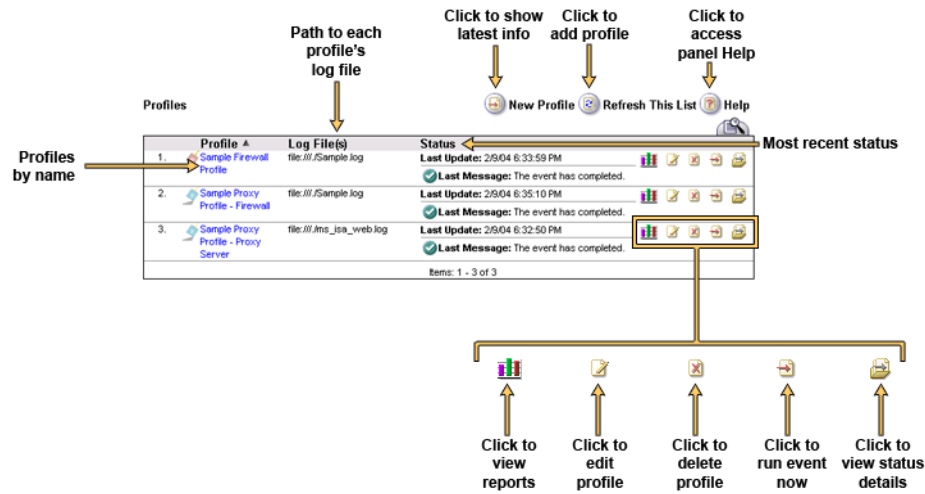 Click to show
latest info
Click to
add profile
Click to
access
panel Help
Path to each
profile's
log file
Profiles
New Profile
Refresh This List
Help
Profiles
by name
Most recent status
Profile
Log File(s)
Status
1.
Sample Firewall
Profile
file:///./Sample.log
Last Update: 2/9/04 6:33:59 PM
Last Message: The event has completed.
2.
Sample Proxy
Profile - Firewall
file:///./Sample.log
Last Update: 2/9/04 6:35:10 PM
Last Message: The event has completed.
3.
Sample Proxy
Profile - Proxy
Server
file:///./ms_isa_web.log
Last Update: 2/9/04 6:32:50 PM
Last Message: The event has completed.
Items: 1 - 3 of 3
Click to
view
reports
Click to
edit
profile
Click to
delete
profile
Click to
run event
now
Click to
view status
details